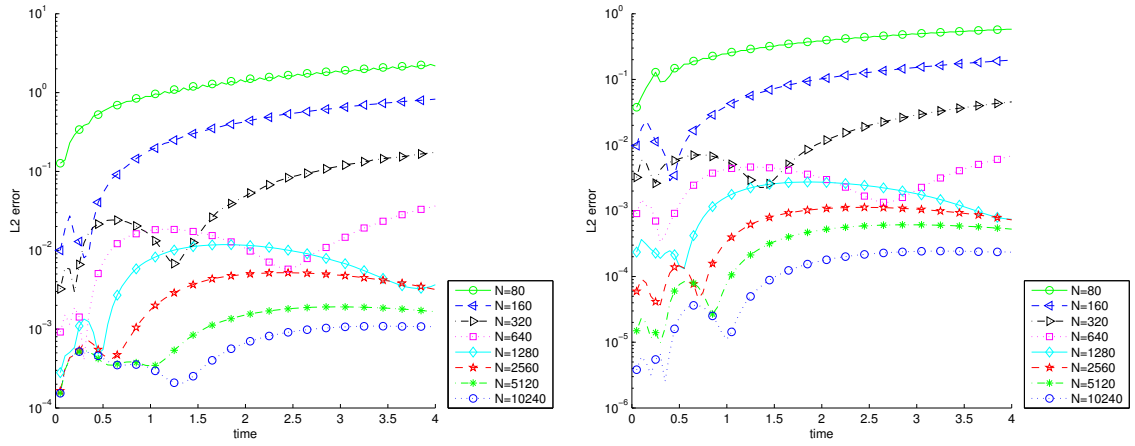 10^1
10^0
10^-1
10^-2
10^-3
10^-4
L2 error
0 0.5 1 1.5 2 2.5 3 3.5 4
time
N=80
N=160
N=320
N=640
N=1280
N=2560
N=5120
N=10240
10^0
10^-1
10^-2
10^-3
10^-4
10^-5
10^-6
L2 error
0 0.5 1 1.5 2 2.5 3 3.5 4
time
N=80
N=160
N=320
N=640
N=1280
N=2560
N=5120
N=10240